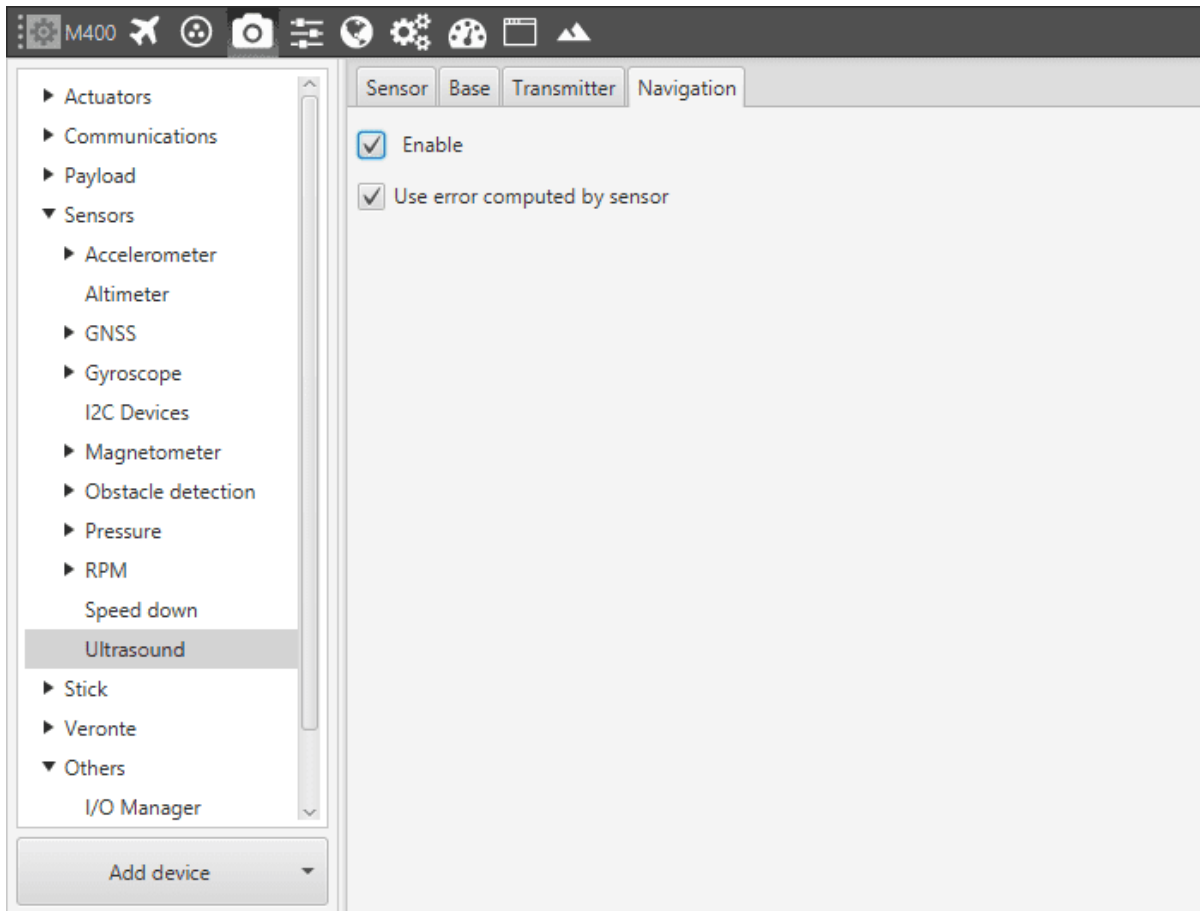 M400
Actuators
Communications
Payload
Sensors
Accelerometer
Altimeter
GNSS
Gyroscope
I2C Devices
Magnetometer
Obstacle detection
Pressure
RPM
Speed down
Ultrasound
Stick
Veronte
Others
I/O Manager
Add device
Sensor Base Transmitter Navigation
Enable
Use error computed by sensor